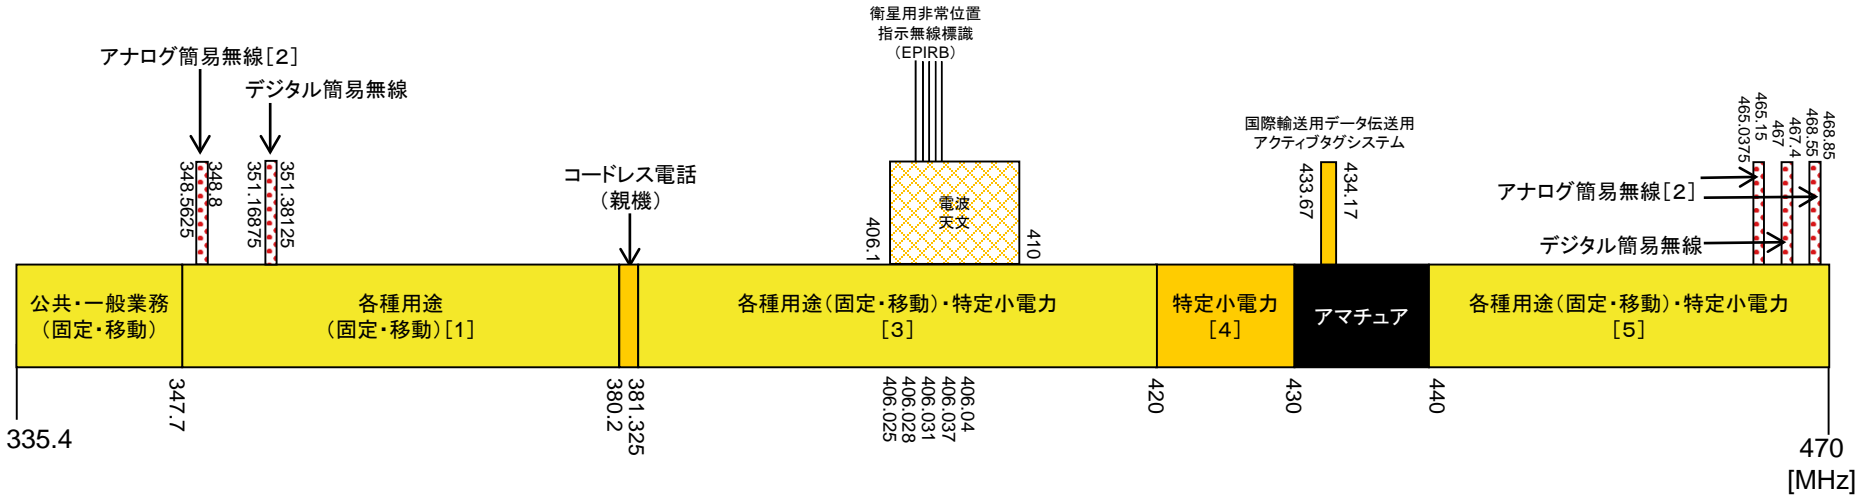 衛星用非常位置
指示無線標識
(EPIRB)
アナログ簡易無線[2]
デジタル簡易無線
348.5625
348.8
351.16875
351.38125
コードレス電話
(親機)
406.1
電波
天文
410
国際輸送用データ伝送用
アクティブタグシステム
433.67
434.17
465.0375
465.15
467
467.4
468.55
468.85
アナログ簡易無線[2]
デジタル簡易無線
公共・一般業務
(固定・移動)
各種用途
(固定・移動)[1]
各種用途(固定・移動)・特定小電力
[3]
特定小電力
[4]
アマチュア
各種用途(固定・移動)・特定小電力
[5]
335.4
347.7
380.2
381.325
406.025
406.028
406.031
406.037
406.04
420
430
440
470
[MHz]